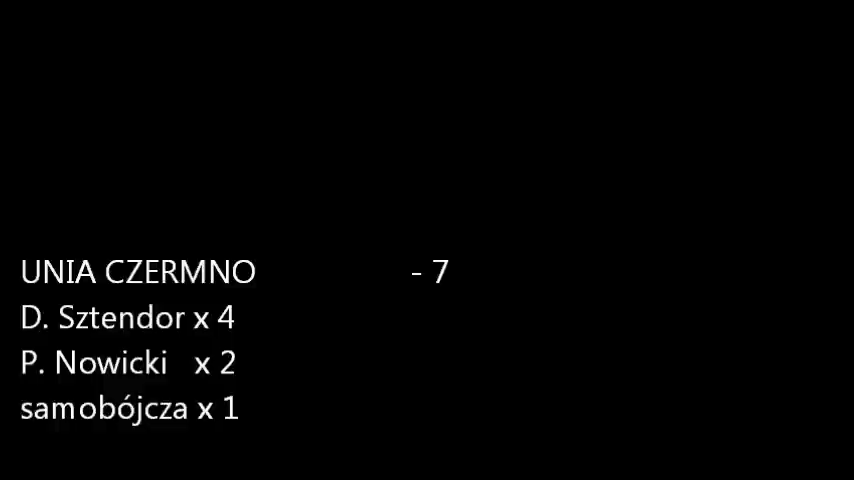 UNIA CZERMNO - 7
D. Sztendor x 4
P. Nowicki x 2
samobójcza x 1